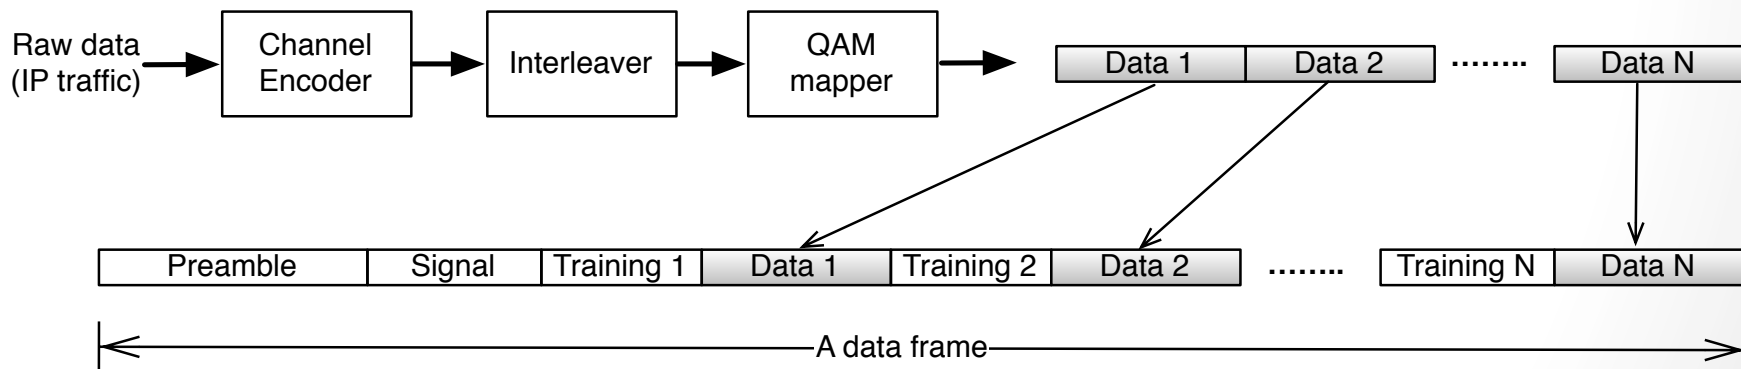 Raw data
(IP traffic)
Channel
Encoder
Interleaver
QAM
mapper
Data 1
Data 2
........
Data N
Preamble
Signal
Training 1
Data 1
Training 2
Data 2
........
Training N
Data N
A data frame